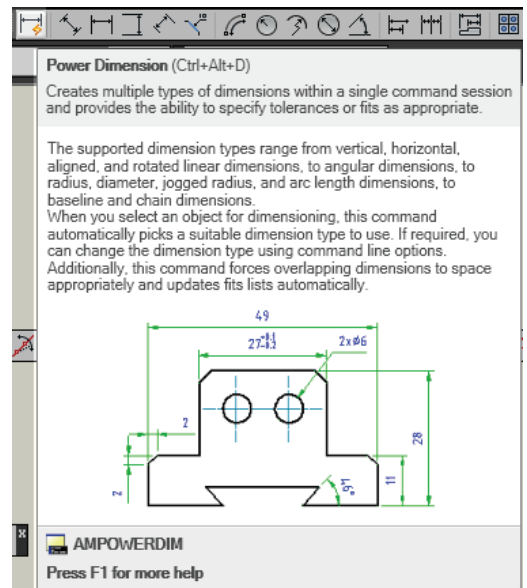 Power Dimension (Ctrl+Alt+D)
Creates multiple types of dimensions within a single command session
and provides the ability to specify tolerances or fits as appropriate.
The supported dimension types range from vertical, horizontal,
aligned, and rotated linear dimensions, to angular dimensions, to
radius, diameter, jogged radius, and arc length dimensions, to
baseline and chain dimensions.
When you select an object for dimensioning, this command
automatically picks a suitable dimension type to use. If required, you
can change the dimension type using command line options.
Additionally, this command forces overlapping dimensions to space
appropriately and updates fits lists automatically.
49
27
2xø6
2
28
2
11
AMPOWERDIM
Press F1 for more help